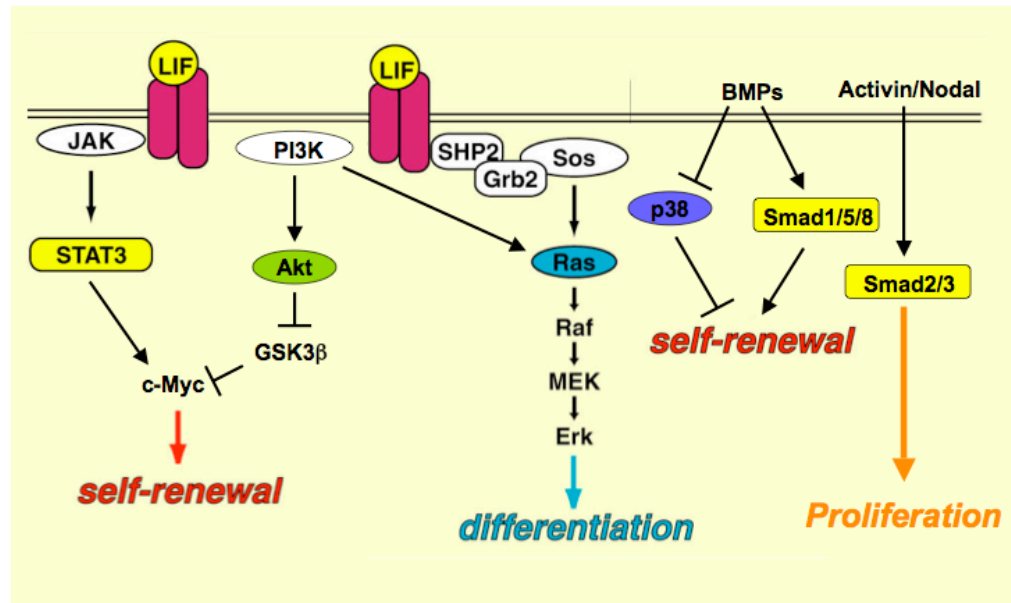 LIF
LIF
BMPs
Activin/Nodal
JAK
PI3K
SHP2
Grb2
Sos
p38
Smad1/5/8
STAT3
Akt
Ras
Smad2/3
Raf
self-renewal
GSK3β
c-Myc
MEK
Erk
self-renewal
differentiation
Proliferation